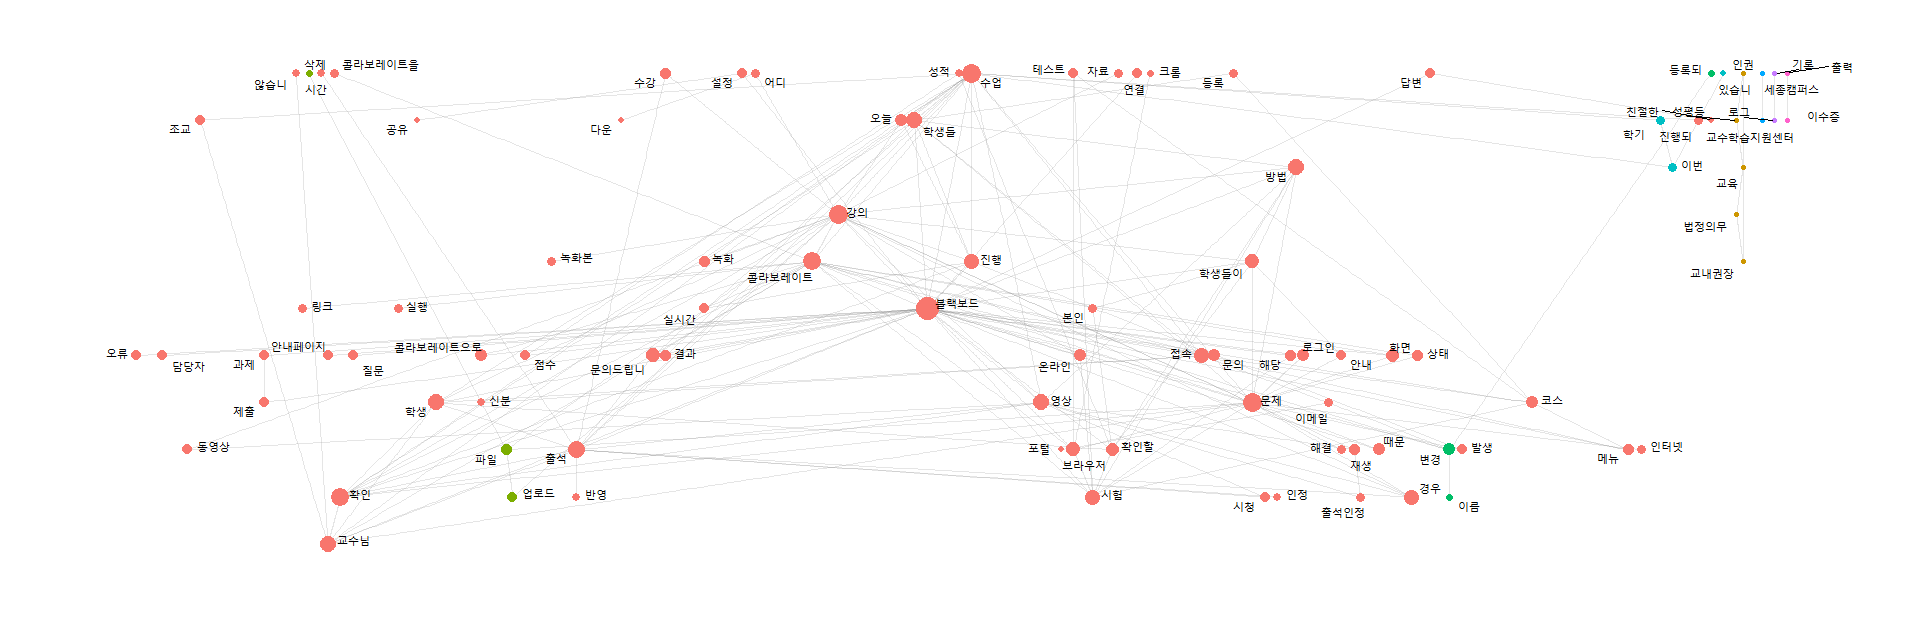 삭제
콜라보레이트을
않습니
시간
수강
설정
어디
성적
수업
테스트
자료
크롬
연결
등록
답변
등록되
인권
기록
출력
있습니
세종캠퍼스
조교
공유
다운
오늘
학생들
친절한
성평등
로그
이수증
학기
진행되
교수학습지원센터
방법
이번
교육
강의
법정의무
녹화본
녹화
진행
콜라보레이트
학생들이
교내권장
링크
실행
블랙보드
실시간
본인
오류
담당자
과제
안내페이지
질문
콜라보레이트으로
점수
문의드립니
결과
온라인
접속
문의
해당
로그인
안내
화면
상태
제출
학생
신분
영상
문제
이메일
코스
동영상
파일
출석
포털
브라우저
확인할
해결
재생
때문
변경
발생
메뉴
인터넷
확인
업로드
반영
시험
시청
인정
출석인정
경우
이름
교수님